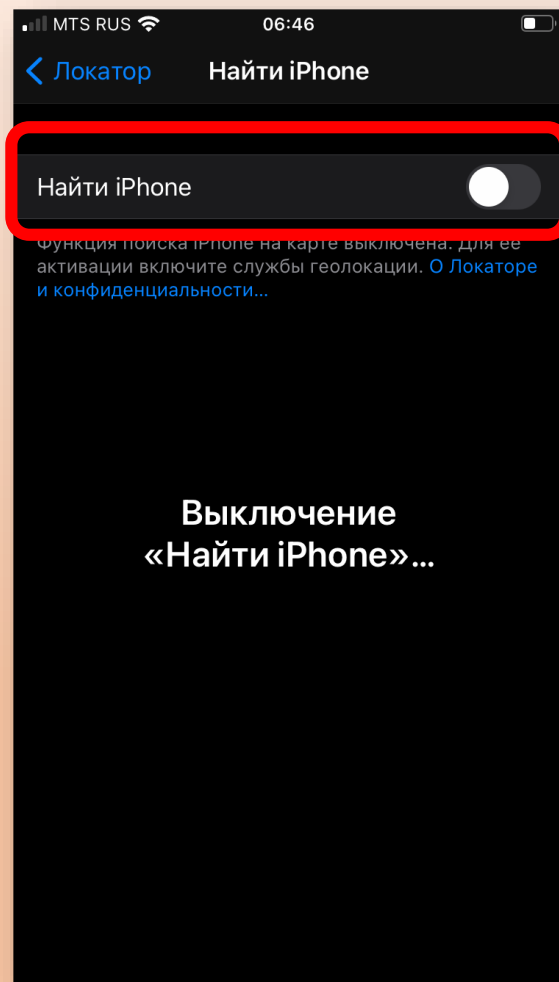 MTS RUS 06:46
Локатор Найти iPhone
Найти iPhone
Функция поиска iPhone на карте выключена. Для ее
активации включите службы геолокации. О Локаторе
и конфиденциальности...
Выключение
«Найти iPhone»...